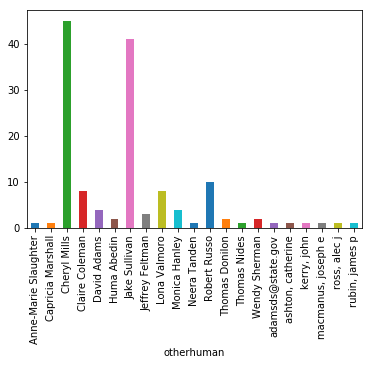 40
30
20
10
0
Anne-Marie Slaughter
Capricia Marshall
Cheryl Mills
Claire Coleman
David Adams
Huma Abedin
Jake Sullivan
Jeffrey Feltman
Lona Valmoro
Monica Hanley
Neera Tanden
Robert Russo
Thomas Donilon
Thomas Nides
Wendy Sherman
adamsds@state.gov
ashton, catherine
kerry, john
macmanus, joseph e
ross, alec j
rubin, james p
otherhuman